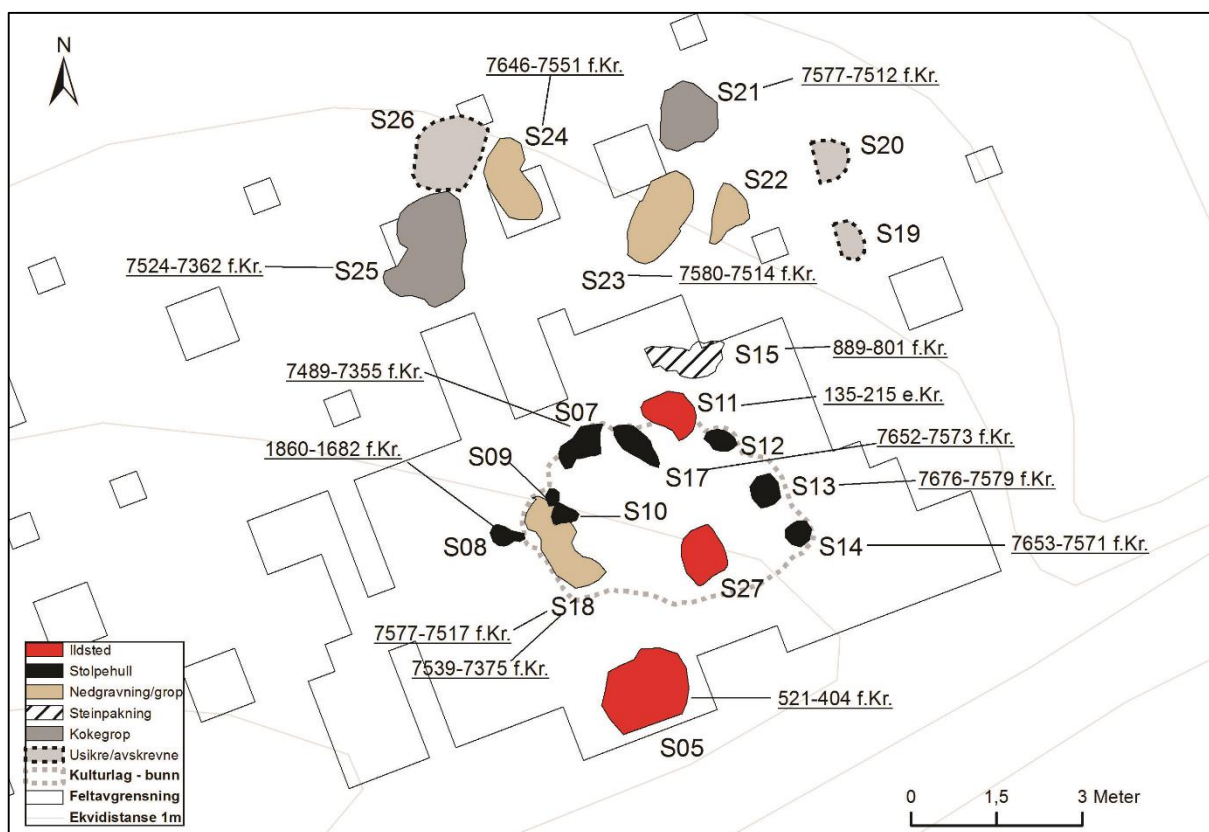 N
7646-7551 f.Kr.
S21
7577-7512 f.Kr.
S26
S24
S20
S22
S19
7524-7362 f.Kr.
S25
S23
7580-7514 f.Kr.
S15
889-801 f.Kr.
7489-7355 f.Kr.
S11
135-215 e.Kr.
S07
S12
7652-7573 f.Kr.
1860-1682 f.Kr.
S09
S17
S13
7676-7579 f.Kr.
S10
S08
S14
7653-7571 f.Kr.
S27
S18
7577-7517 f.Kr.
7539-7375 f.Kr.
521-404 f.Kr.
S05
Ildsted
Stolpehull
Nedgravning/grop
Steinpakning
Kokegrop
Usikre/avskrevne
Kulturlag - bunn
Feltavgrensning
Ekvidistanse 1m
0 1,5 3 Meter